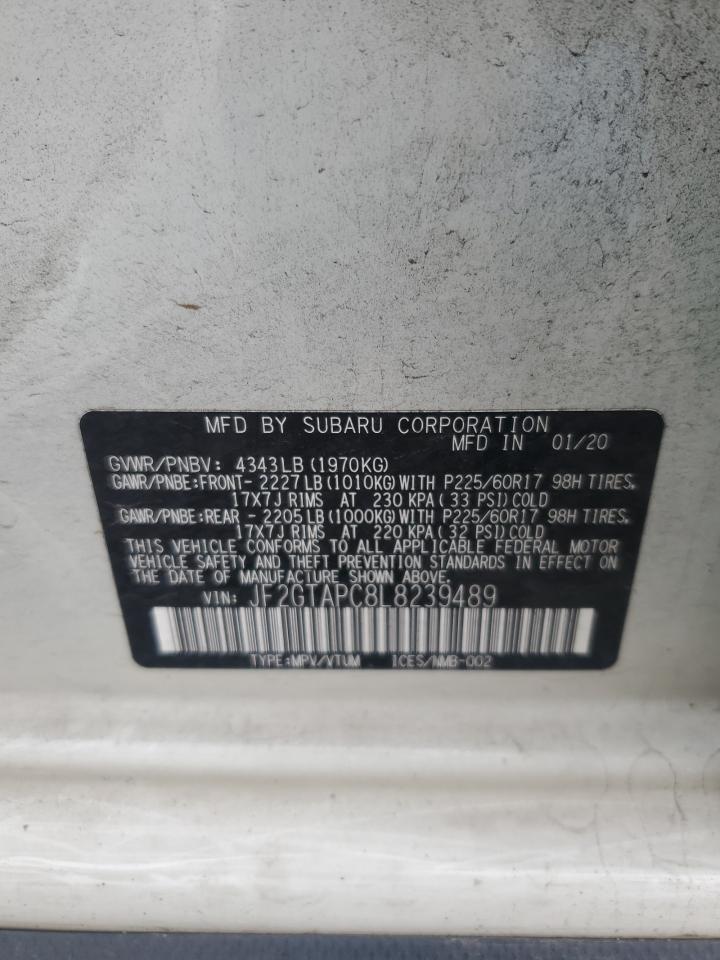 MFD BY SUBARU CORPORATION
MFD IN 01/20
GVWR/PNBV: 4343LB (1970KG)
GAWR/PNBE:FRONT- 2227LB (1010KG) WITH P225/60R17 98H TIRES,
17X7J RIMS AT 230 KPA (33 PSI) COLD
GAWR/PNBE:REAR - 2205LB (1000KG) WITH P225/60R17 98H TIRES,
17X7J RIMS AT 220 KPA (32 PSI) COLD
THIS VEHICLE CONFORMS TO ALL APPLICABLE FEDERAL MOTOR
VEHICLE SAFETY AND THEFT PREVENTION STANDARDS IN EFFECT ON
THE DATE OF MANUFACTURE SHOWN ABOVE.
VIN: JF2GTAPC8L8239489
TYPE:MPV/VTUM ICES/NMB-002